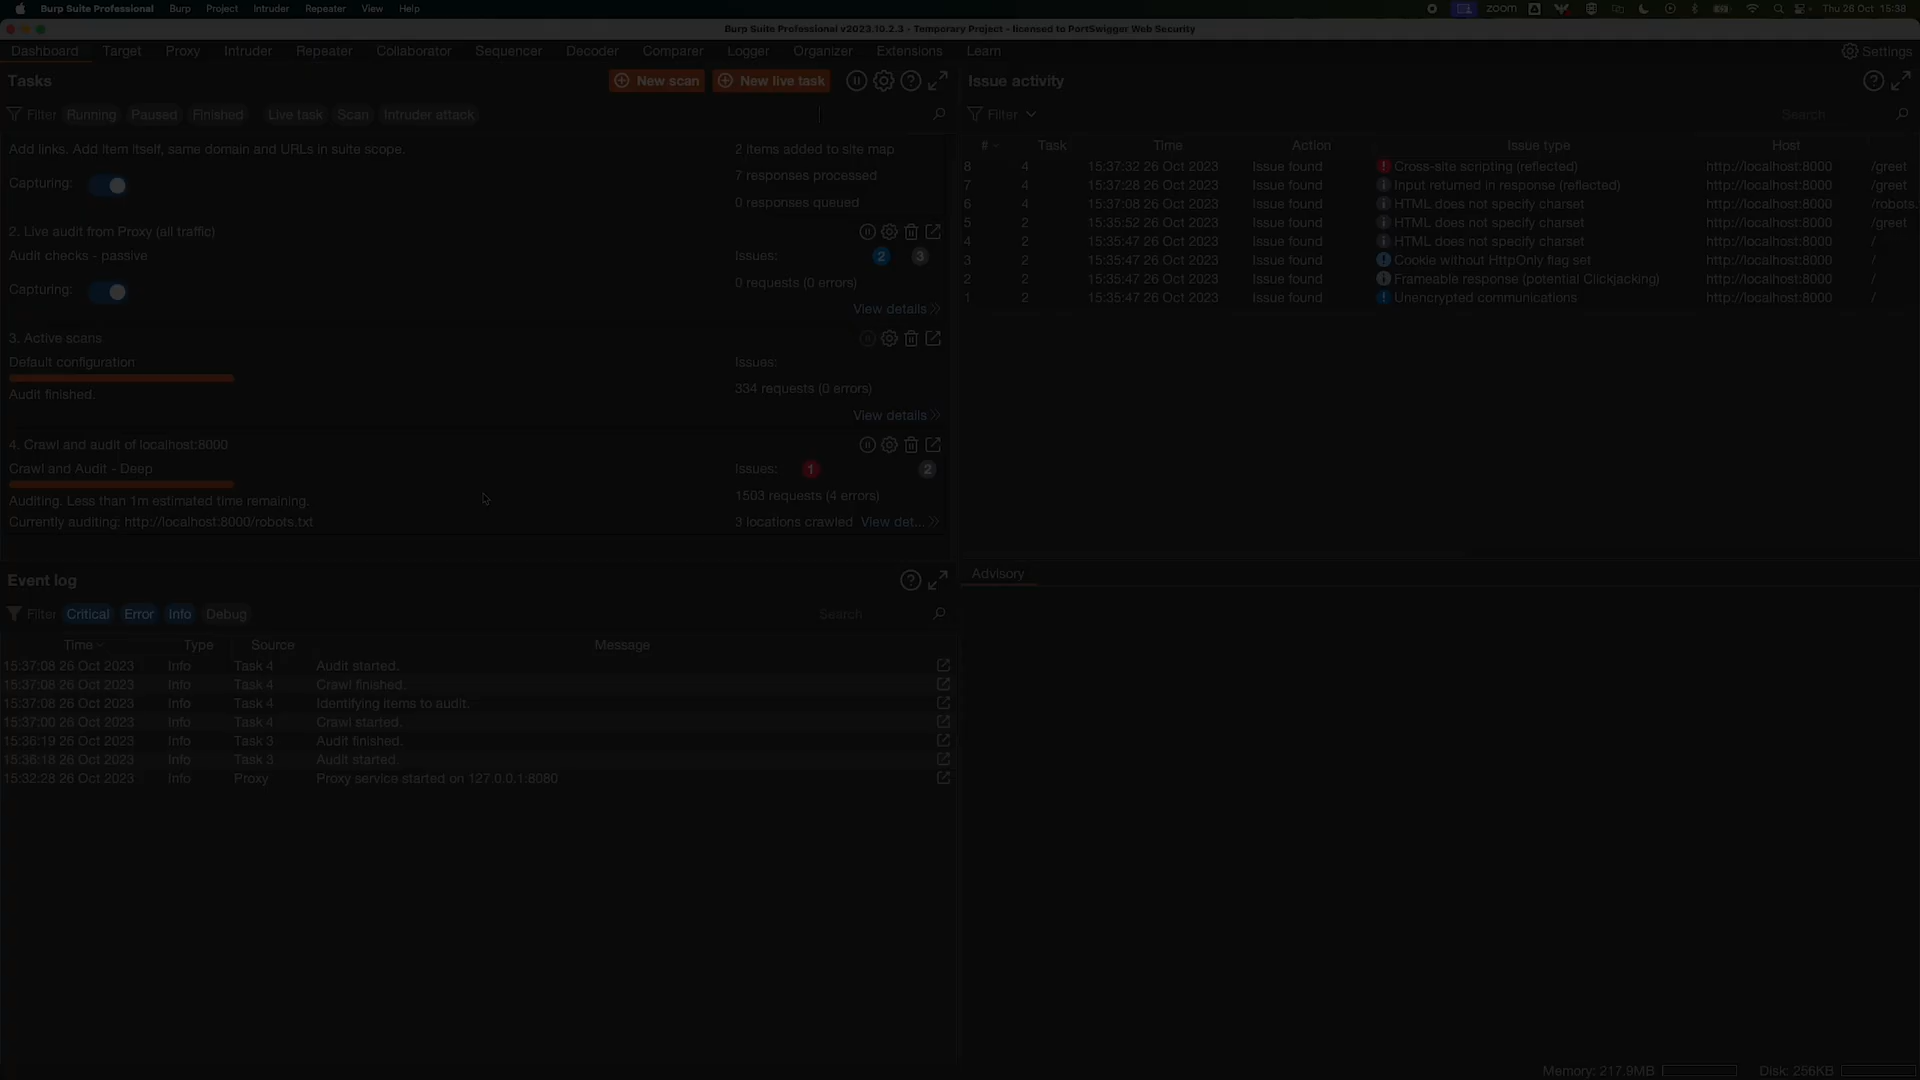 Burp Suite Professional Burp Project Intruder Repeater View Help zoom Thu 26 Oct 15:38
Burp Suite Professional v2023.10.2.3 - Temporary Project - licensed to PortSwigger Web Security
Dashboard Target Proxy Intruder Repeater Collaborator Sequencer Decoder Comparer Logger Organizer Extensions Learn Settings
Tasks New scan New live task
Filter Running Paused Finished Live task Scan Intruder attack
Add links. Add item itself, same domain and URLs in suite scope. 2 items added to site map
7 responses processed
Capturing:
0 responses queued
2. Live audit from Proxy (all traffic)
Audit checks - passive Issues: 2 3
0 requests (0 errors)
Capturing:
View details
3. Active scans
Default configuration Issues:
334 requests (0 errors)
Audit finished.
View details
4. Crawl and audit of localhost:8000
Crawl and Audit - Deep Issues: 1 2
1503 requests (4 errors)
Auditing. Less than 1m estimated time remaining.
Currently auditing: http://localhost:8000/robots.txt 3 locations crawled View det...
Issue activity
Filter Search
# Task Time Action Issue type Host
8 4 15:37:32 26 Oct 2023 Issue found Cross-site scripting (reflected) http://localhost:8000 /greet
7 4 15:37:28 26 Oct 2023 Issue found Input returned in response (reflected) http://localhost:8000 /greet
6 4 15:37:08 26 Oct 2023 Issue found HTML does not specify charset http://localhost:8000 /robots.
5 2 15:35:52 26 Oct 2023 Issue found HTML does not specify charset http://localhost:8000 /greet
4 2 15:35:47 26 Oct 2023 Issue found HTML does not specify charset http://localhost:8000 /
3 2 15:35:47 26 Oct 2023 Issue found Cookie without HttpOnly flag set http://localhost:8000 /
2 2 15:35:47 26 Oct 2023 Issue found Frameable response (potential Clickjacking) http://localhost:8000 /
1 2 15:35:47 26 Oct 2023 Issue found Unencrypted communications http://localhost:8000 /
Event log
Filter Critical Error Info Debug Search
Time Type Source Message
15:37:08 26 Oct 2023 Info Task 4 Audit started.
15:37:08 26 Oct 2023 Info Task 4 Crawl finished.
15:37:08 26 Oct 2023 Info Task 4 Identifying items to audit.
15:37:00 26 Oct 2023 Info Task 4 Crawl started.
15:36:19 26 Oct 2023 Info Task 3 Audit finished.
15:36:18 26 Oct 2023 Info Task 3 Audit started.
15:32:28 26 Oct 2023 Info Proxy Proxy service started on 127.0.0.1:8080
Advisory
Memory: 217.9MB Disk: 256KB